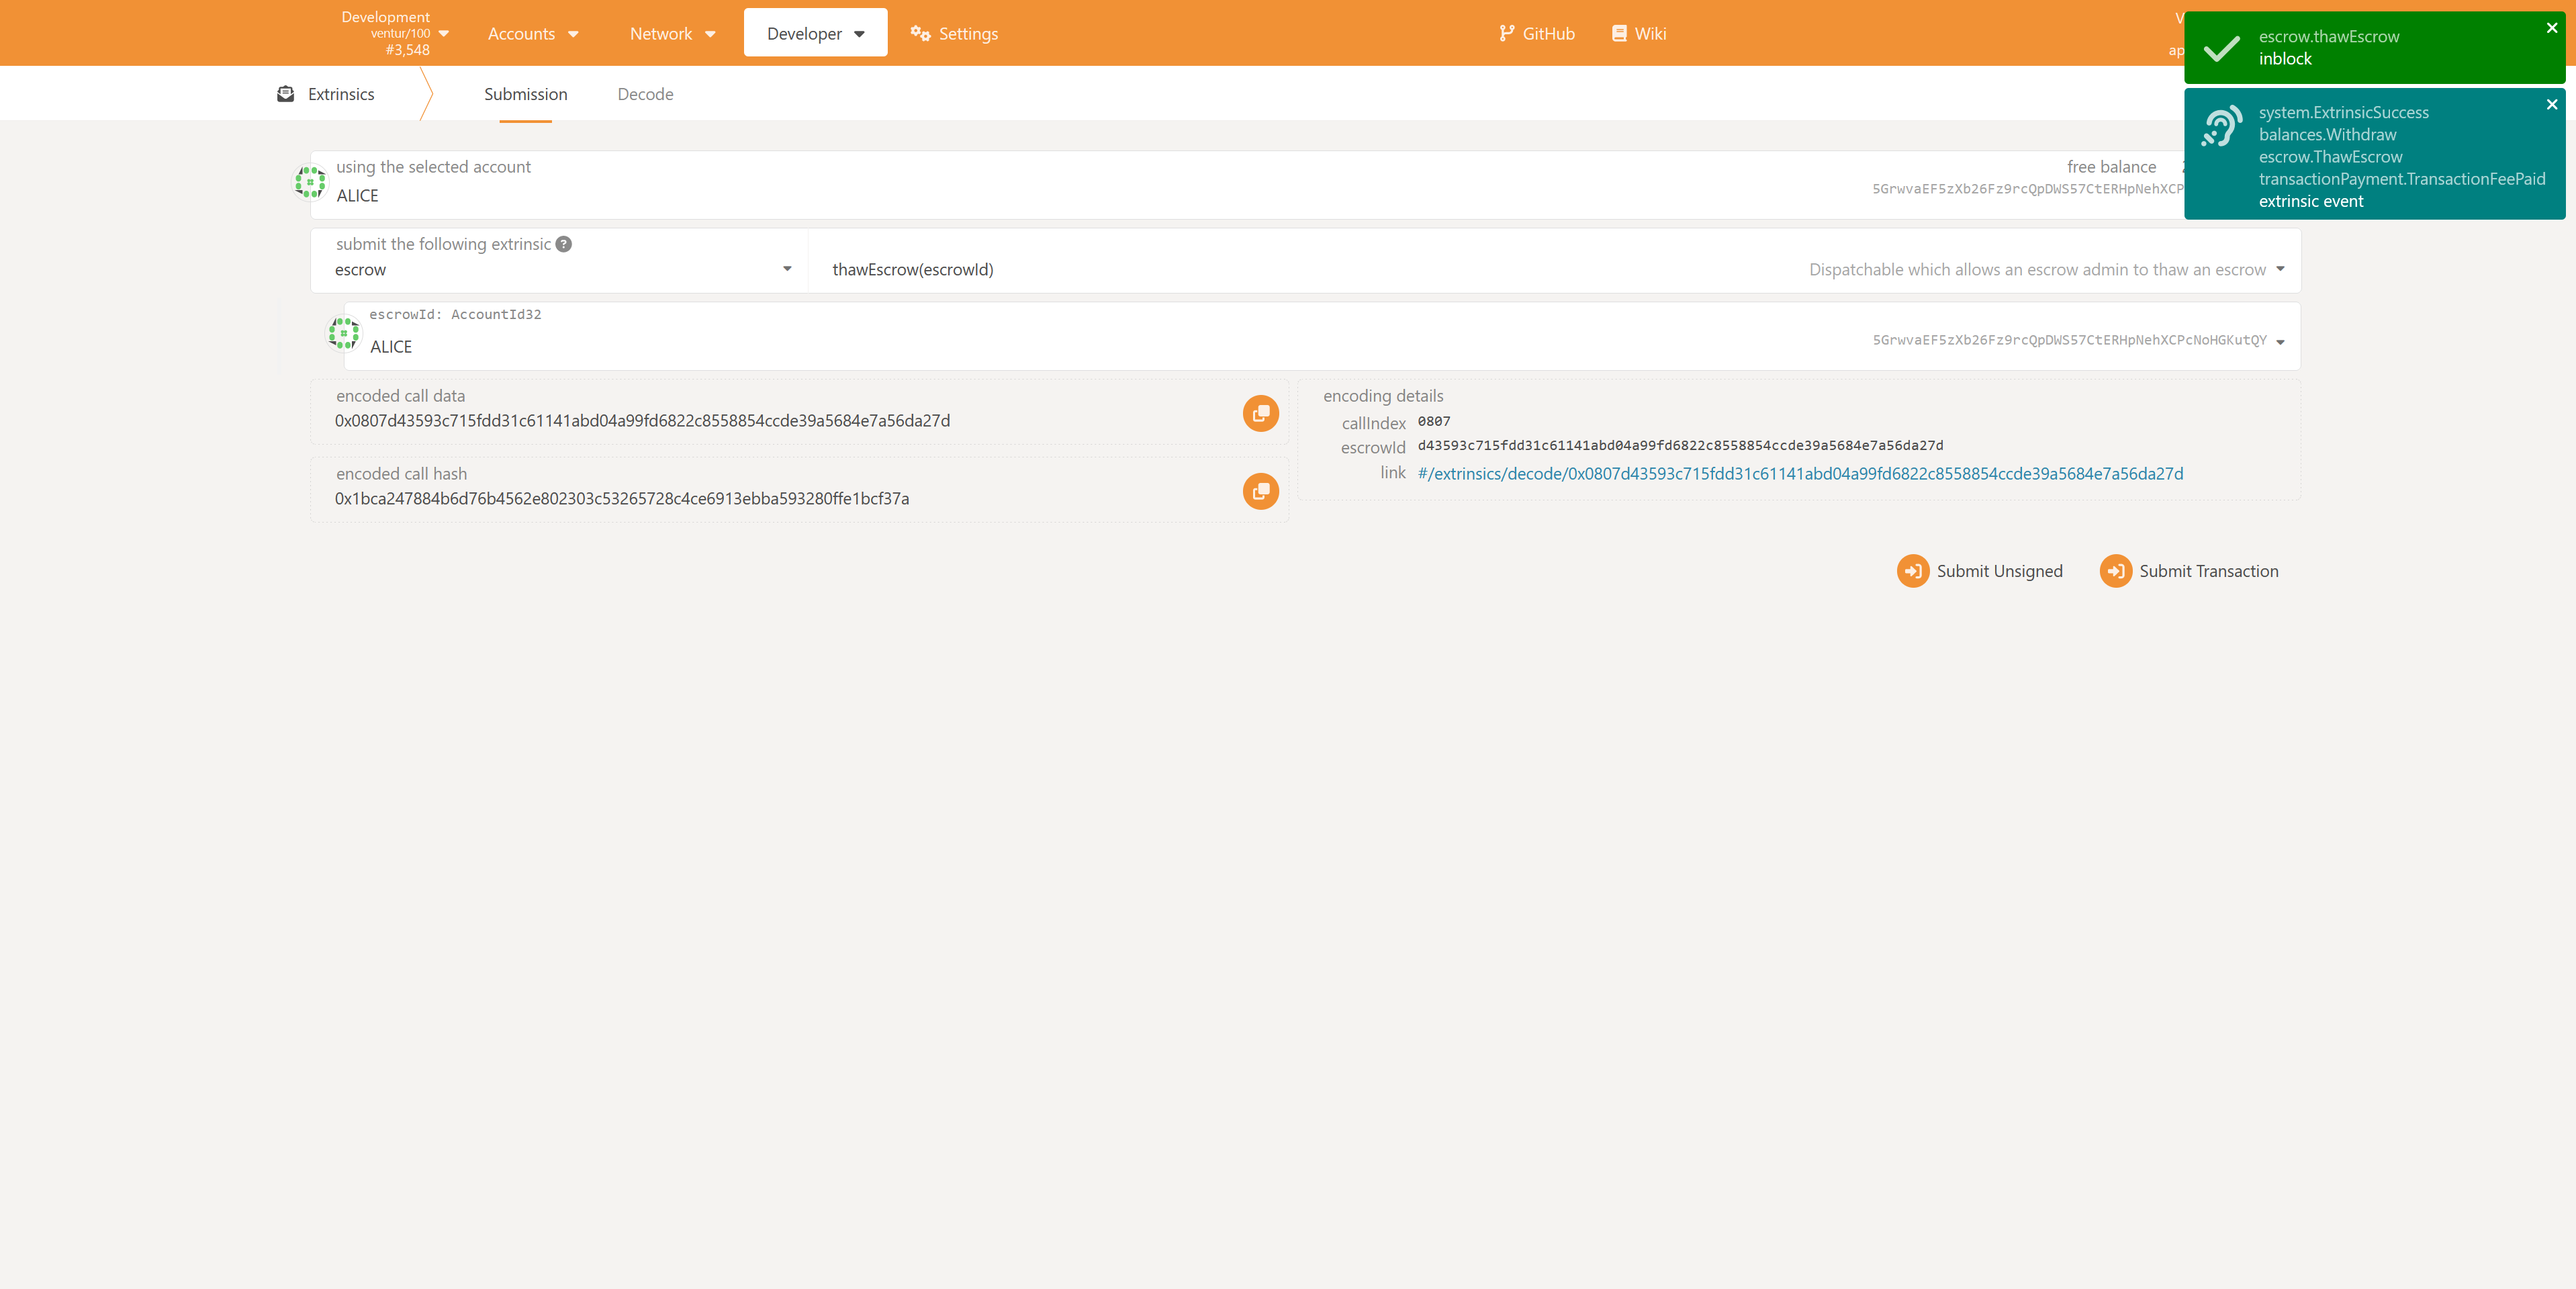 Development
ventur/100
#3,548
Accounts
Network
Developer
Settings
GitHub
Wiki
Extrinsics
Submission
Decode
escrow.thawEscrow
inblock
system.ExtrinsicSuccess
balances.Withdraw
escrow.ThawEscrow
transactionPayment.TransactionFeePaid
extrinsic event
using the selected account
ALICE
free balance
5GrwvaEF5zXb26Fz9rcQpDWS57CtERHpNehXCP
submit the following extrinsic ?
escrow
thawEscrow(escrowId)
Dispatchable which allows an escrow admin to thaw an escrow
escrowId: AccountId32
ALICE
5GrwvaEF5zXb26Fz9rcQpDWS57CtERHpNehXCPcNoHGKutQY
encoded call data
0x0807d43593c715fdd31c61141abd04a99fd6822c8558854ccde39a5684e7a56da27d
encoded call hash
0x1bca247884b6d76b4562e802303c53265728c4ce6913ebba593280ffe1bcf37a
encoding details
callIndex 0807
escrowId d43593c715fdd31c61141abd04a99fd6822c8558854ccde39a5684e7a56da27d
link #/extrinsics/decode/0x0807d43593c715fdd31c61141abd04a99fd6822c8558854ccde39a5684e7a56da27d
Submit Unsigned
Submit Transaction